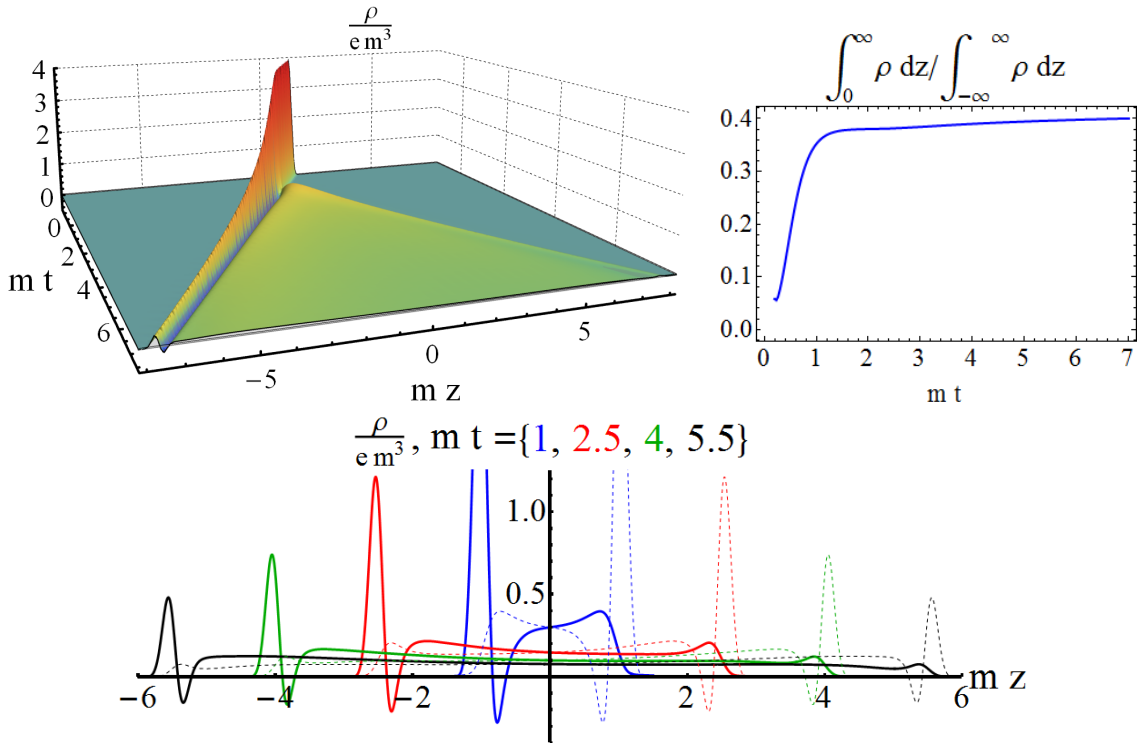 ρ/(e m³)
4
3
2
1
0
0
2
4
6
m t
−5
0
5
m z
∫₀^∞ ρ dz/∫₋∞^∞ ρ dz
0.4
0.3
0.2
0.1
0.0
0 1 2 3 4 5 6 7
m t
ρ/(e m³), m t ={1, 2.5, 4, 5.5}
1.0
0.5
−6 −4 −2 0 2 4 6 m z